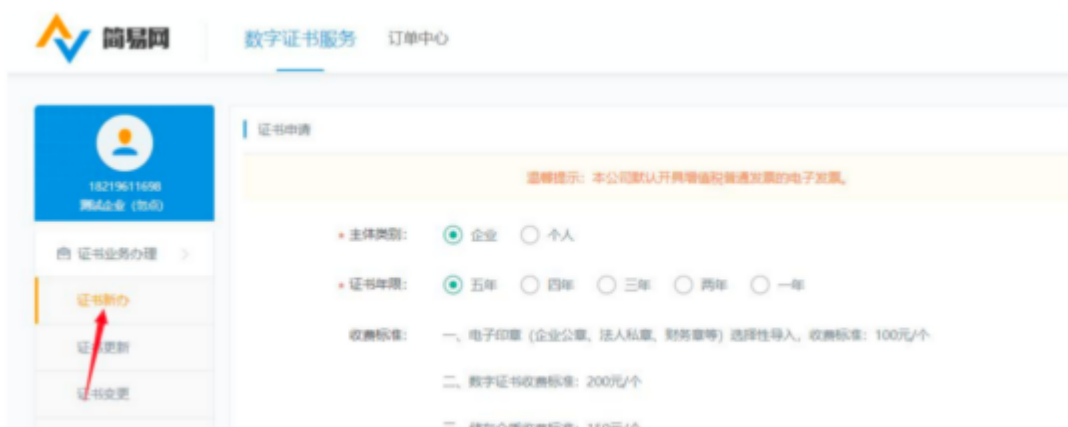 简易网
数字证书服务 订单中心
18219611698
测试企业（勿点）
证书业务办理
证书新办
证书更新
证书变更
证书申请
温馨提示：本公司默认开具增值税普通发票的电子发票。
* 主体类别： 企业 个人
* 证书年限： 五年 四年 三年 两年 一年
收费标准： 一、电子印章（企业公章、法人私章、财务章等）选择性导入，收费标准：100元/个
二、数字证书收费标准：200元/个